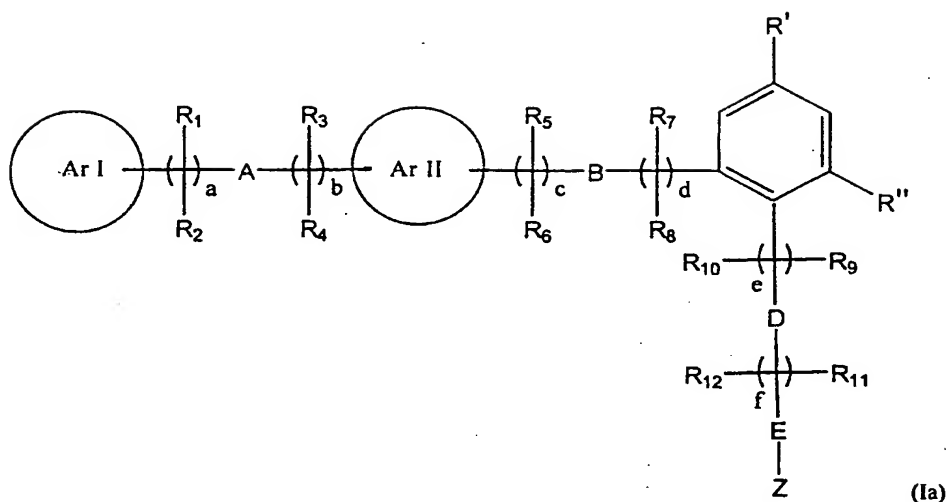 R'
R₁ R₃ R₅ R₇
Ar I ( ) a A ( ) b Ar II ( ) c B ( ) d
R₂ R₄ R₆ R₈ R"
R₁₀ ( ) e R₉
D
R₁₂ ( ) f R₁₁
E
Z (Ia)